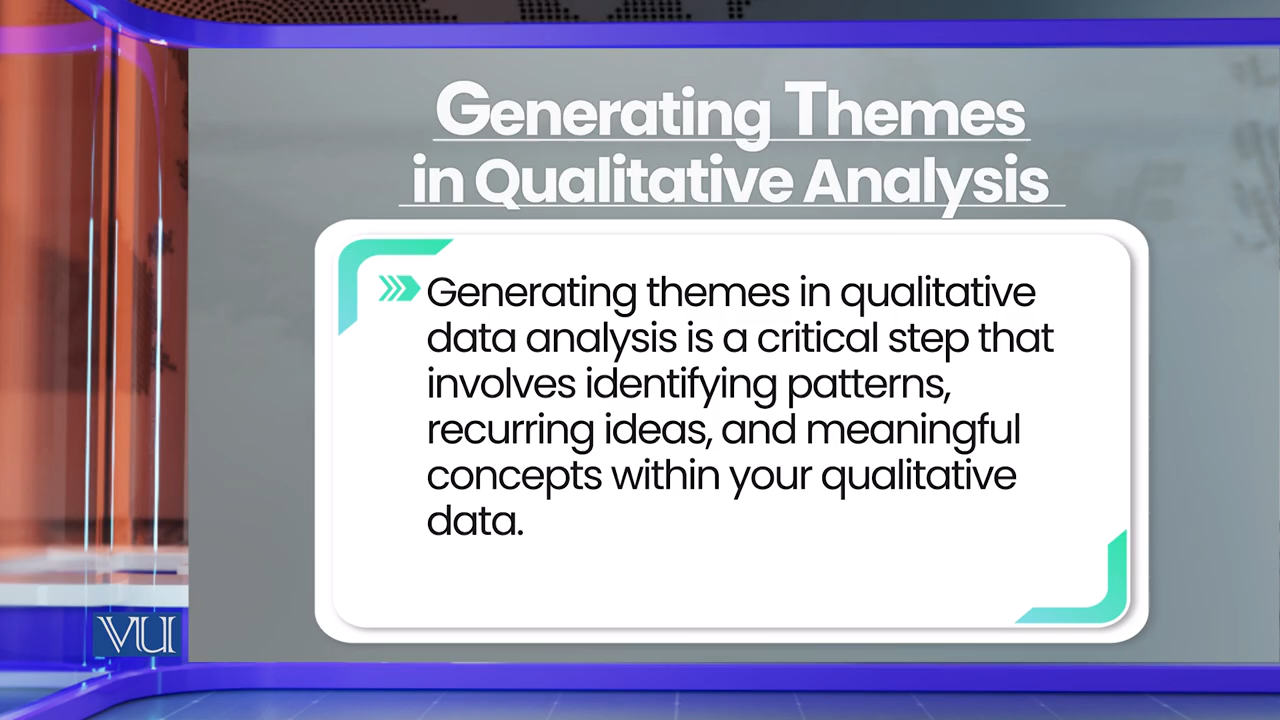 Generating Themes
in Qualitative Analysis
Generating themes in qualitative
data analysis is a critical step that
involves identifying patterns,
recurring ideas, and meaningful
concepts within your qualitative
data.
VU